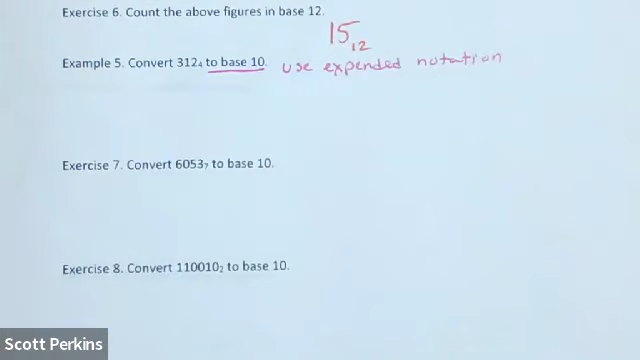 Exercise 6. Count the above figures in base 12.
15₁₂
Example 5. Convert 312₄ to base 10. use expended notation
Exercise 7. Convert 6053₇ to base 10.
Exercise 8. Convert 110010₂ to base 10.
Scott Perkins